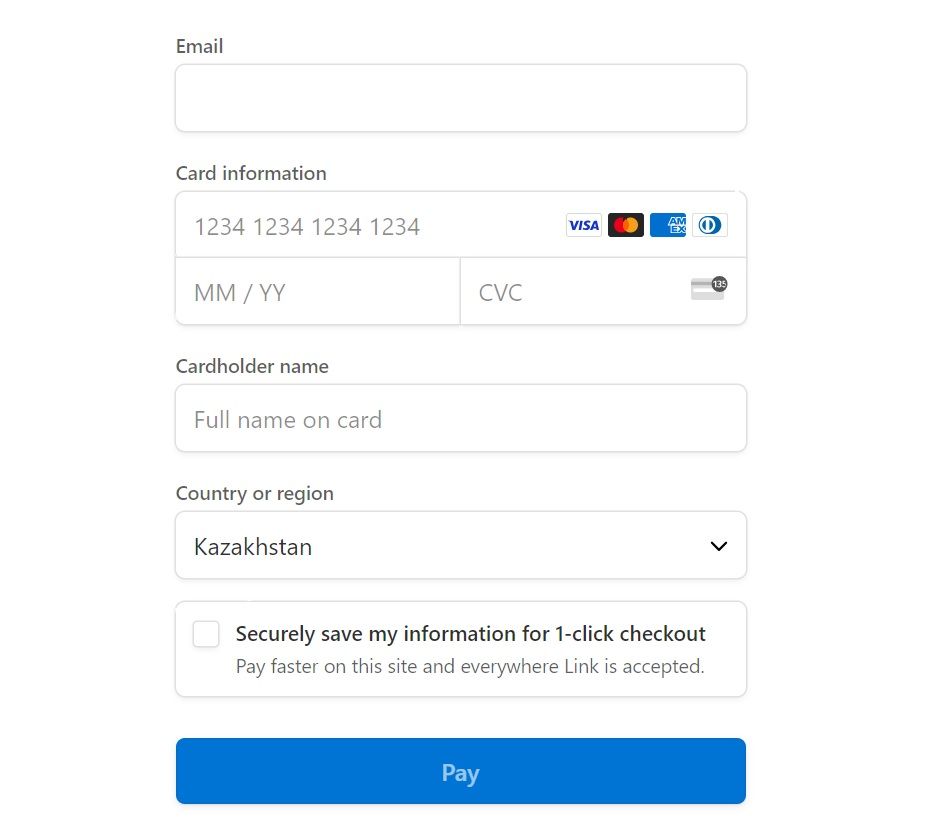 Email
Card information
1234 1234 1234 1234 VISA AM EX
MM / YY CVC 135
Cardholder name
Full name on card
Country or region
Kazakhstan
Securely save my information for 1-click checkout
Pay faster on this site and everywhere Link is accepted.
Pay